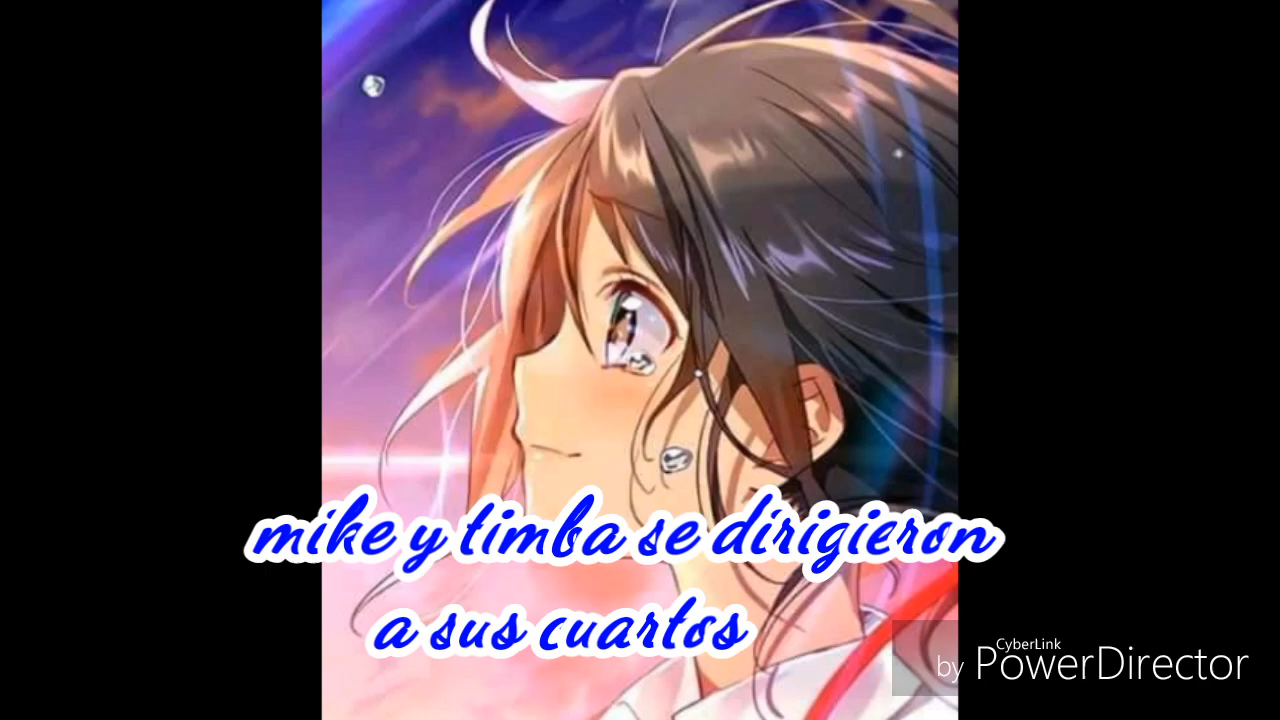 mike y timba se dirigieron
a sus cuartos
CyberLink
by PowerDirector